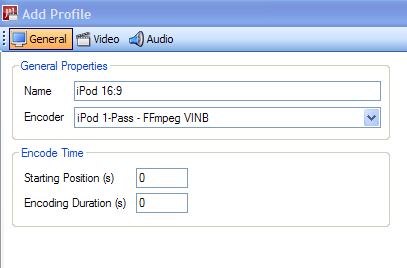 Add Profile
General Video Audio
General Properties
Name iPod 16:9
Encoder iPod 1-Pass - FFmpeg VINB
Encode Time
Starting Position (s) 0
Encoding Duration (s) 0